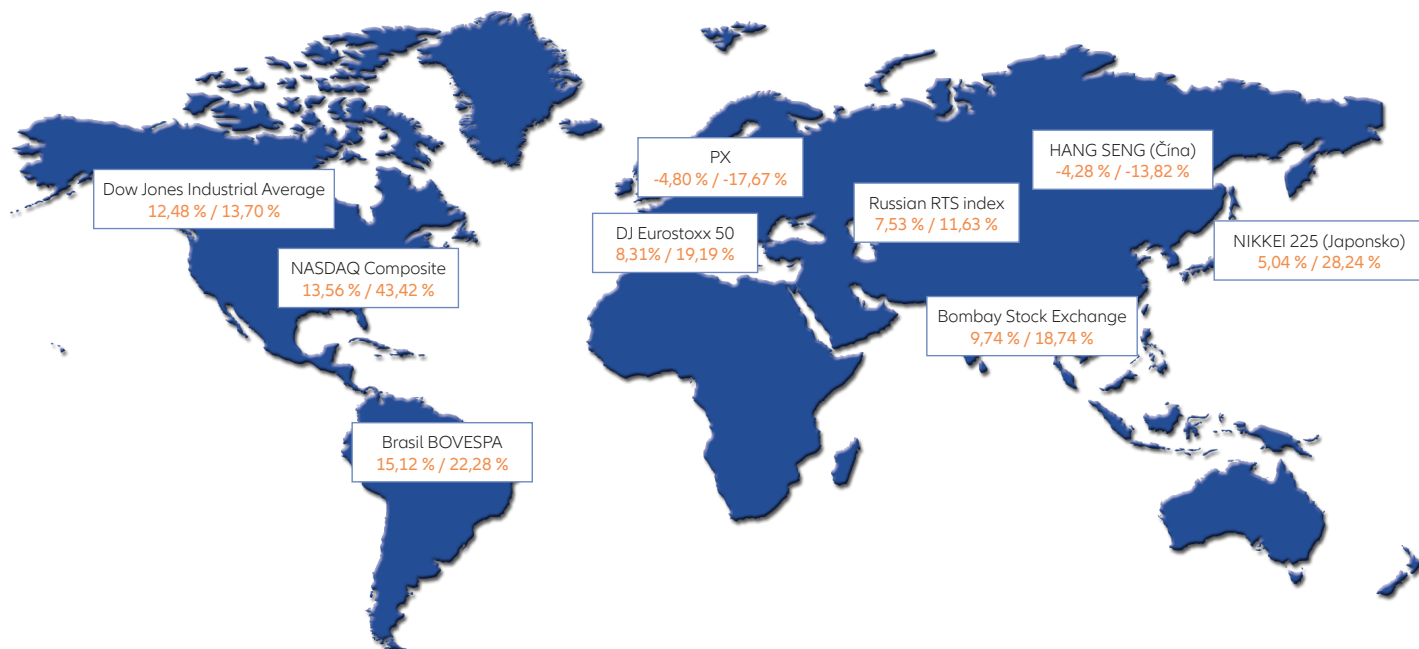 PX
-4,80 % / -17,67 %
HANG SENG (Čína)
-4,28 % / -13,82 %
Dow Jones Industrial Average
12,48 % / 13,70 %
Russian RTS index
7,53 % / 11,63 %
DJ Eurostoxx 50
8,31% / 19,19 %
NIKKEI 225 (Japonsko)
5,04 % / 28,24 %
NASDAQ Composite
13,56 % / 43,42 %
Bombay Stock Exchange
9,74 % / 18,74 %
Brasil BOVESPA
15,12 % / 22,28 %